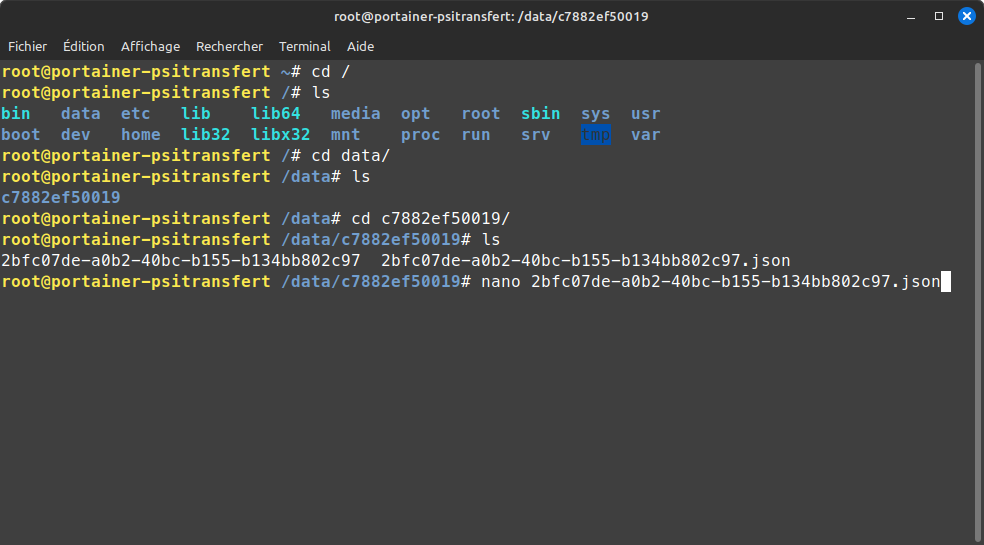 root@portainer-psitransfert: /data/c7882ef50019
Fichier Édition Affichage Rechercher Terminal Aide
root@portainer-psitransfert ~# cd /
root@portainer-psitransfert /# ls
bin data etc lib lib64 media opt root sbin sys usr
boot dev home lib32 libx32 mnt proc run srv tmp var
root@portainer-psitransfert /# cd data/
root@portainer-psitransfert /data# ls
c7882ef50019
root@portainer-psitransfert /data# cd c7882ef50019/
root@portainer-psitransfert /data/c7882ef50019# ls
2bfc07de-a0b2-40bc-b155-b134bb802c97 2bfc07de-a0b2-40bc-b155-b134bb802c97.json
root@portainer-psitransfert /data/c7882ef50019# nano 2bfc07de-a0b2-40bc-b155-b134bb802c97.json